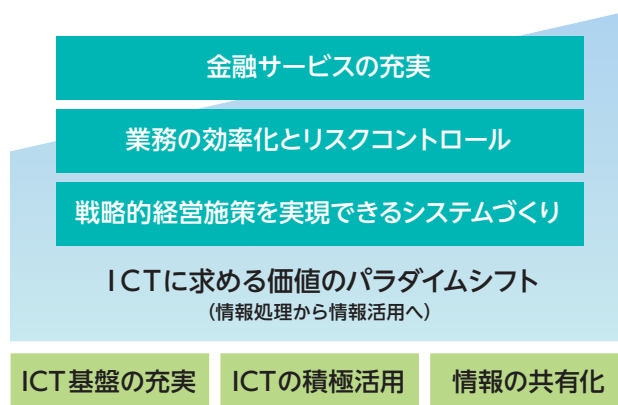 金融サービスの充実
業務の効率化とリスクコントロール
戦略的経営施策を実現できるシステムづくり
ICTに求める価値のパラダイムシフト
（情報処理から情報活用へ）
ICT基盤の充実
ICTの積極活用
情報の共有化